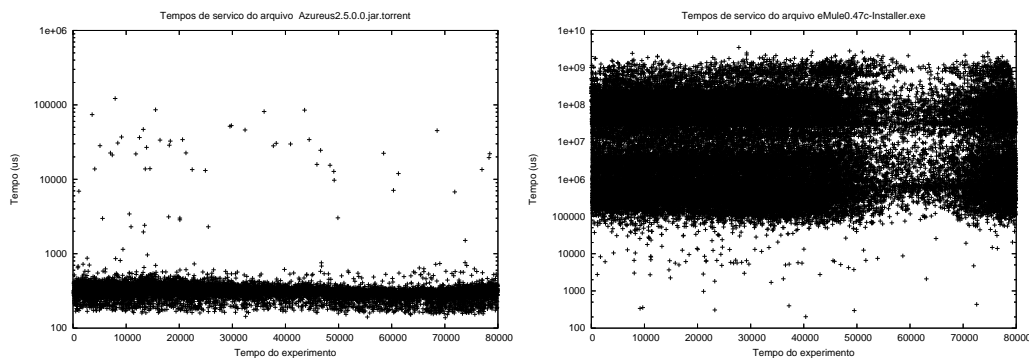 Tempos de servico do arquivo Azureus2.5.0.0.jar.torrent
1e+06
100000
10000
1000
100
Tempo (us)
0 10000 20000 30000 40000 50000 60000 70000 80000
Tempo do experimento
Tempos de servico do arquivo eMule0.47c-Installer.exe
1e+10
1e+09
1e+08
1e+07
1e+06
100000
10000
1000
100
Tempo (us)
0 10000 20000 30000 40000 50000 60000 70000 80000
Tempo do experimento